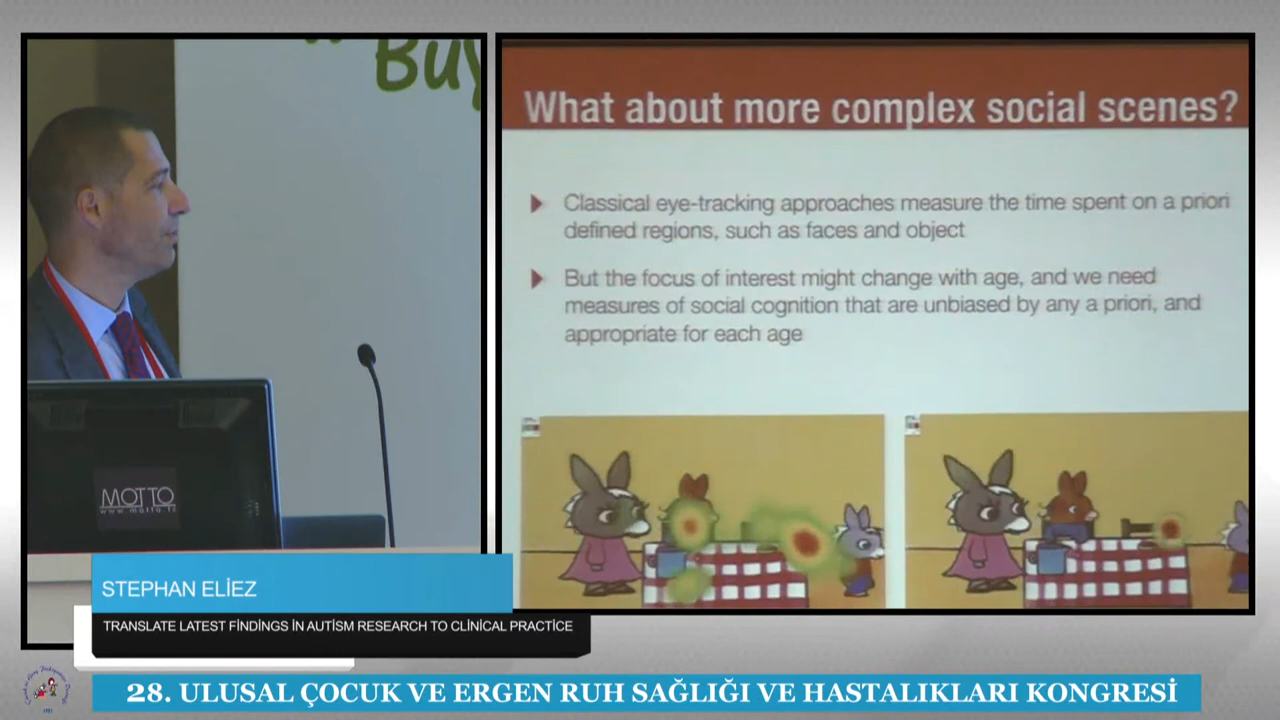 Büy
What about more complex social scenes?
Classical eye-tracking approaches measure the time spent on a priori
defined regions, such as faces and object
But the focus of interest might change with age, and we need
measures of social cognition that are unbiased by any a priori, and
appropriate for each age
MOTTO
www.motto.tc
STEPHAN ELİEZ
TRANSLATE LATEST FİNDİNGS İN AUTİSM RESEARCH TO CLİNİCAL PRACTİCE
28. ULUSAL ÇOCUK VE ERGEN RUH SAĞLIĞI VE HASTALIKLARI KONGRESİ